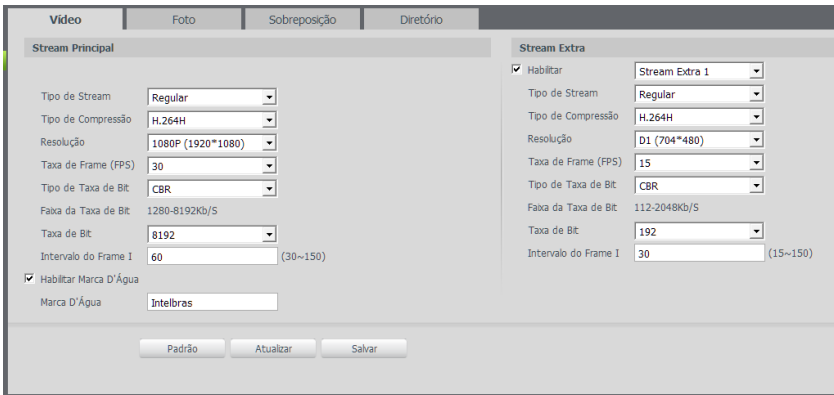 Vídeo Foto Sobreposição Diretório
Stream Principal
Tipo de Stream Regular
Tipo de Compressão H.264H
Resolução 1080P (1920*1080)
Taxa de Frame (FPS) 30
Tipo de Taxa de Bit CBR
Faixa da Taxa de Bit 1280-8192Kb/S
Taxa de Bit 8192
Intervalo do Frame I 60 (30~150)
Habilitar Marca D'Água
Marca D'Água Intelbras
Stream Extra
Habilitar Stream Extra 1
Tipo de Stream Regular
Tipo de Compressão H.264H
Resolução D1 (704*480)
Taxa de Frame (FPS) 15
Tipo de Taxa de Bit CBR
Faixa da Taxa de Bit 112-2048Kb/S
Taxa de Bit 192
Intervalo do Frame I 30 (15~150)
Padrão Atualizar Salvar